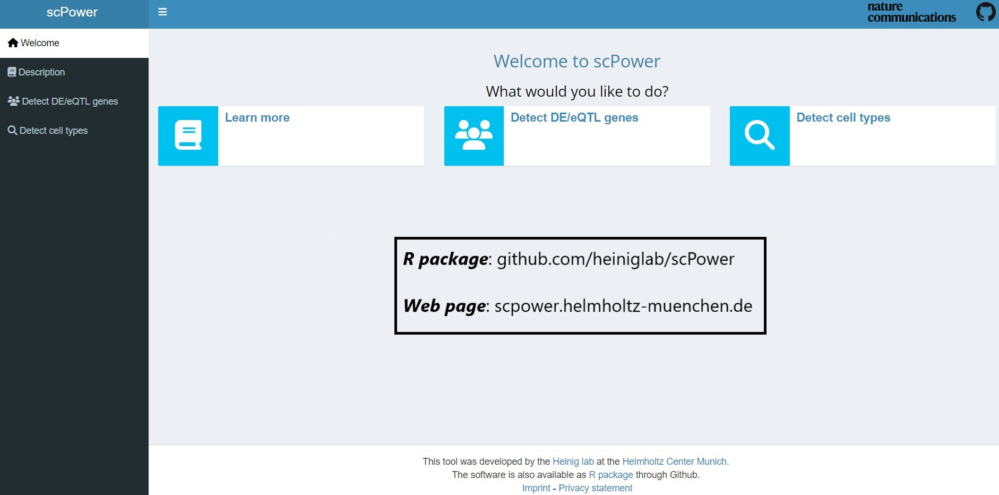 scPower
nature
communications
Welcome
Description
Detect DE/eQTL genes
Detect cell types
Welcome to scPower
What would you like to do?
Learn more
Detect DE/eQTL genes
Detect cell types
R package: github.com/heiniglab/scPower
Web page: scpower.helmholtz-muenchen.de
This tool was developed by the Heinig lab at the Helmholtz Center Munich.
The software is also available as R package through Github.
Imprint - Privacy statement